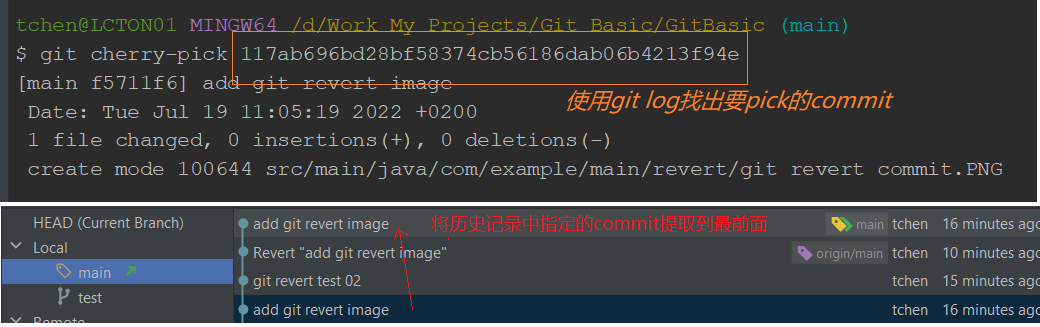 tchen@LCTON01 MINGW64 /d/Work My Projects/Git Basic/GitBasic (main)
$ git cherry-pick 117ab696bd28bf58374cb56186dab06b4213f94e
[main f5711f6] add git revert image
使用git log找出要pick的commit
Date: Tue Jul 19 11:05:19 2022 +0200
1 file changed, 0 insertions(+), 0 deletions(-)
create mode 100644 src/main/java/com/example/main/revert/git revert commit.PNG
HEAD (Current Branch)
Local
main
test
Remote
add git revert image 将历史记录中指定的commit提取到最前面 main tchen 16 minutes ago
Revert "add git revert image" origin/main tchen 10 minutes ago
git revert test 02 tchen 15 minutes ago
add git revert image tchen 16 minutes ago